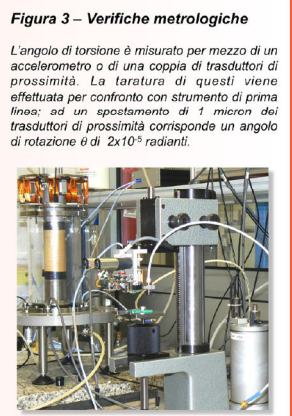 Figura 3 – Verifiche metrologiche
L'angolo di torsione è misurato per mezzo di un
accelerometro o di una coppia di trasduttori di
prossimità. La taratura di questi viene
effettuata per confronto con strumento di prima
linea; ad un spostamento di 1 micron dei
trasduttori di prossimità corrisponde un angolo
di rotazione θ di 2x10⁻⁵ radianti.